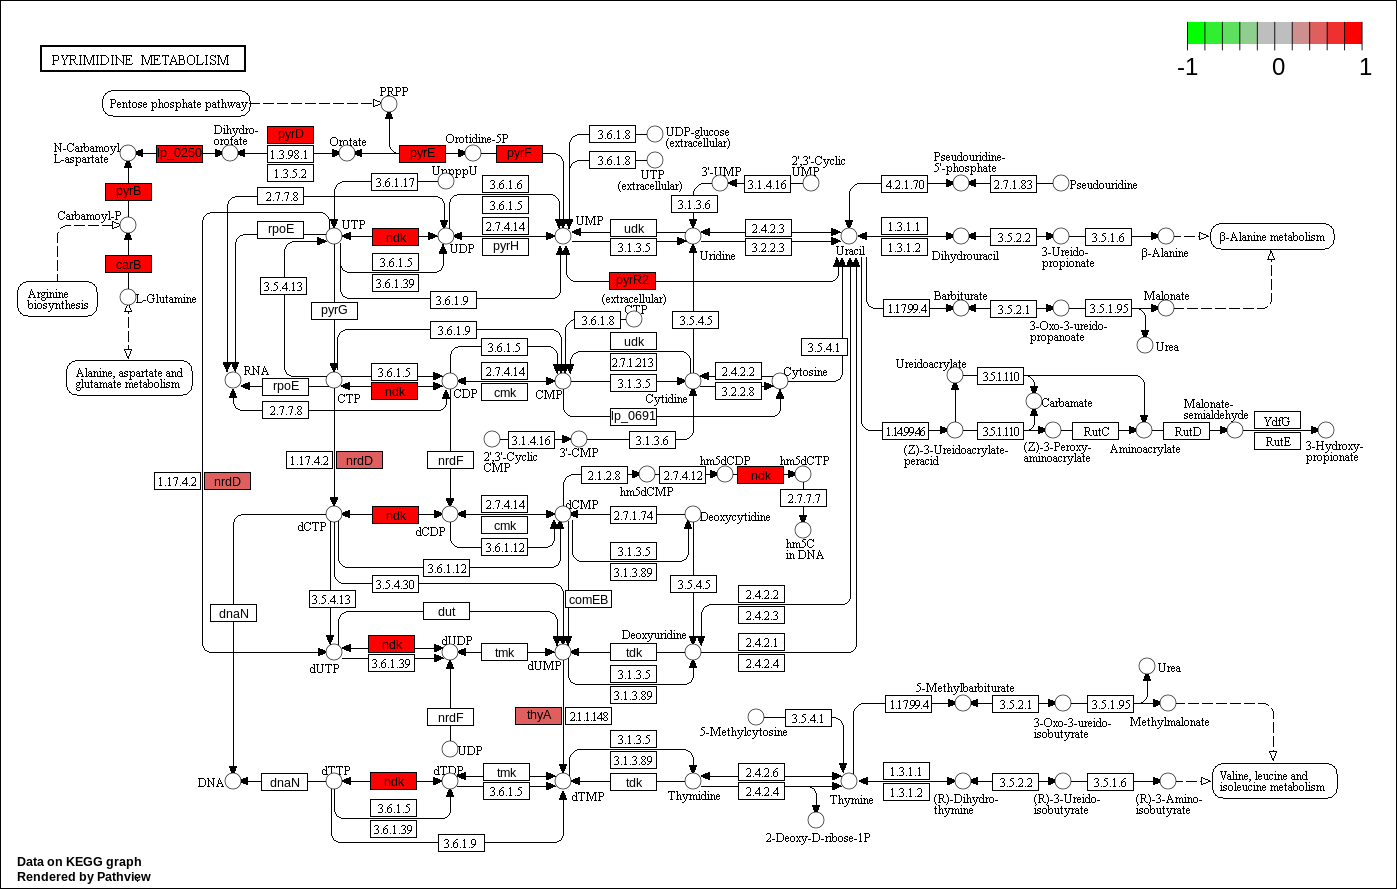 PYRIMIDINE METABOLISM
-1
0
1
Pentose phosphate pathway
PRPP
N-Carbamoyl
L-aspartate
lp_0250
Dihydro-
orotate
pyrD
1.3.98.1
1.3.5.2
Orotate
pyrE
Orotidine-5P
pyrF
3.6.1.8
UDP-glucose
(extracellular)
3.6.1.8
UTP
(extracellular)
pyrB
Carbamoyl-P
carB
L-Glutamine
Arginine
biosynthesis
Alanine, aspartate and
glutamate metabolism
3.6.1.17
UppppU
2.7.7.8
rpoE
UTP
ndk
3.6.1.5
3.6.1.39
UDP
3.6.1.6
3.6.1.5
2.7.4.14
pyrH
UMP
3'-UMP
3.1.4.16
2',3'-Cyclic
UMP
3.1.3.6
udk
3.1.3.5
Uridine
2.4.2.3
3.2.2.3
Uracil
pyrR2
4.2.1.70
Pseudouridine-
5'-phosphate
2.7.1.83
Pseudouridine
1.3.1.1
1.3.1.2
Dihydrouracil
3.5.2.2
3-Ureido-
propionate
3.5.1.6
β-Alanine
β-Alanine metabolism
3.5.4.13
pyrG
3.6.1.9
3.6.1.9
(extracellular)
CTP
3.6.1.8
3.5.4.5
3.5.4.1
1.1.99.4
Barbiturate
3.5.2.1
3-Oxo-3-ureido-
propanoate
3.5.1.95
Malonate
Urea
RNA
rpoE
2.7.7.8
CTP
3.6.1.5
ndk
CDP
3.6.1.5
2.7.4.14
cmk
CMP
udk
2.7.1.213
3.1.3.5
lp_0691
Cytidine
2.4.2.2
3.2.2.8
Cytosine
2',3'-Cyclic
CMP
3.1.4.16
3'-CMP
3.1.3.6
Ureidoacrylate
3.5.1.110
Carbamate
1.14.99.46
(Z)-3-Ureidoacrylate-
peracid
3.5.1.110
(Z)-3-Peroxy-
aminoacrylate
RutC
Aminoacrylate
RutD
Malonate-
semialdehyde
YdfG
RutE
3-Hydroxy-
propionate
1.17.4.2
nrdD
1.17.4.2
nrdD
nrdF
2.1.2.8
hm5dCMP
2.7.4.12
hm5dCDP
ndk
hm5dCTP
2.7.7.7
hm5C
in DNA
dCTP
ndk
dCDP
2.7.4.14
cmk
3.6.1.12
dCMP
2.7.1.74
Deoxycytidine
3.1.3.5
3.1.3.89
3.6.1.12
3.5.4.30
3.5.4.13
comEB
3.5.4.5
dnaN
dut
2.4.2.2
2.4.2.3
2.4.2.1
2.4.2.4
dUTP
ndk
3.6.1.39
dUDP
tmk
dUMP
tdk
3.1.3.5
3.1.3.89
Deoxyuridine
nrdF
UDP
thyA
2.1.1.148
5-Methylcytosine
3.5.4.1
1.1.99.4
5-Methylbarbiturate
3.5.2.1
3-Oxo-3-ureido-
isobutyrate
3.5.1.95
Methylmalonate
Urea
DNA
dnaN
dTTP
ndk
3.6.1.5
3.6.1.39
dTDP
tmk
3.6.1.5
3.6.1.9
dTMP
3.1.3.5
3.1.3.89
tdk
Thymidine
2.4.2.6
2.4.2.4
2-Deoxy-D-ribose-1P
Thymine
1.3.1.1
1.3.1.2
(R)-Dihydro-
thymine
3.5.2.2
(R)-3-Ureido-
isobutyrate
3.5.1.6
(R)-3-Amino-
isobutyrate
Valine, leucine and
isoleucine metabolism
Data on KEGG graph
Rendered by Pathview